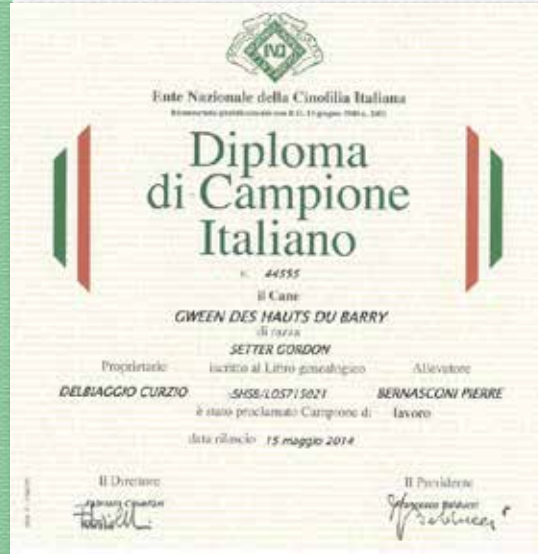 Ente Nazionale della Cinofilia Italiana
Diploma
di Campione
Italiano
n. 44555
il Cane
GWEEN DES HAUTS DU BARRY
di razza
SETTER GORDON
Proprietario iscritto al Libro genealogico Allevatore
DELBIAGGIO CURZIO SHSB/LOS715021 BERNASCONI PIERRE
è stato proclamato Campione di lavoro
data rilascio 15 maggio 2014
Il Direttore Il Presidente